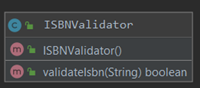 ISBNValidator
ISBNValidator()
validateIsbn(String) boolean